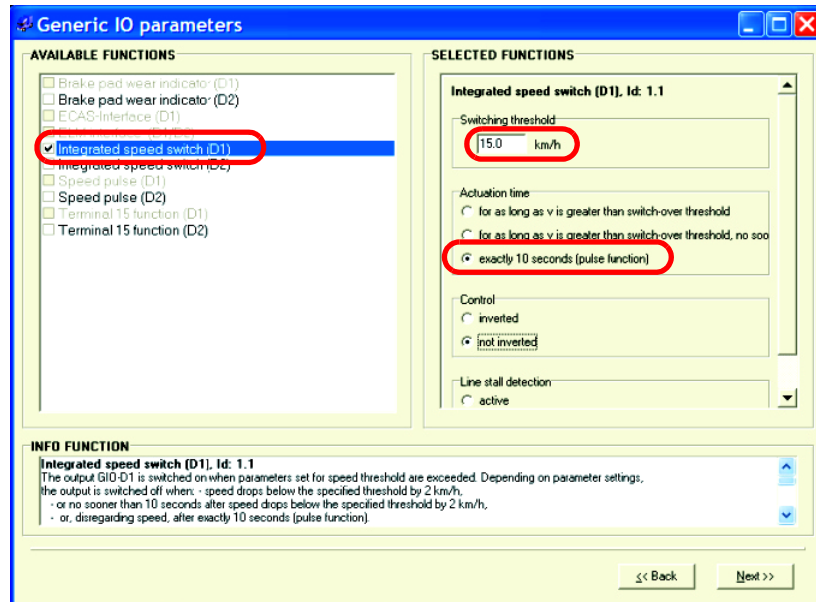 Generic IO parameters
AVAILABLE FUNCTIONS
Brake pad wear indicator (D1)
Brake pad wear indicator (D2)
ECAS-Interface (D1)
Integrated speed switch (D1)
Integrated speed switch (D2)
Speed pulse (D1)
Speed pulse (D2)
Terminal 15 function (D1)
Terminal 15 function (D2)
SELECTED FUNCTIONS
Integrated speed switch (D1), Id: 1.1
Switching threshold
15.0 km/h
Actuation time
for as long as v is greater than switch-over threshold
for as long as v is greater than switch-over threshold, no soo
exactly 10 seconds (pulse function)
Control
inverted
not inverted
Line stall detection
active
INFO FUNCTION
Integrated speed switch (D1), Id: 1.1
The output GIO-D1 is switched on when parameters set for speed threshold are exceeded. Depending on parameter settings,
the output is switched off when: - speed drops below the specified threshold by 2 km/h,
- or no sooner than 10 seconds after speed drops below the specified threshold by 2 km/h,
- or, disregarding speed, after exactly 10 seconds (pulse function).
<< Back
Next >>